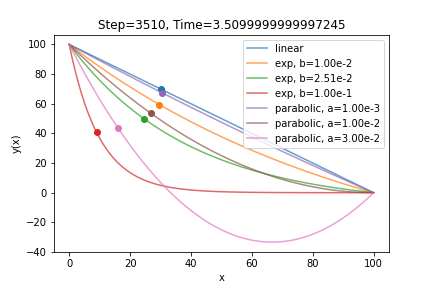 Step=3510, Time=3.5099999999997245
100
80
60
40
20
0
−20
−40
y(x)
linear
exp, b=1.00e-2
exp, b=2.51e-2
exp, b=1.00e-1
parabolic, a=1.00e-3
parabolic, a=1.00e-2
parabolic, a=3.00e-2
0 20 40 60 80 100
x